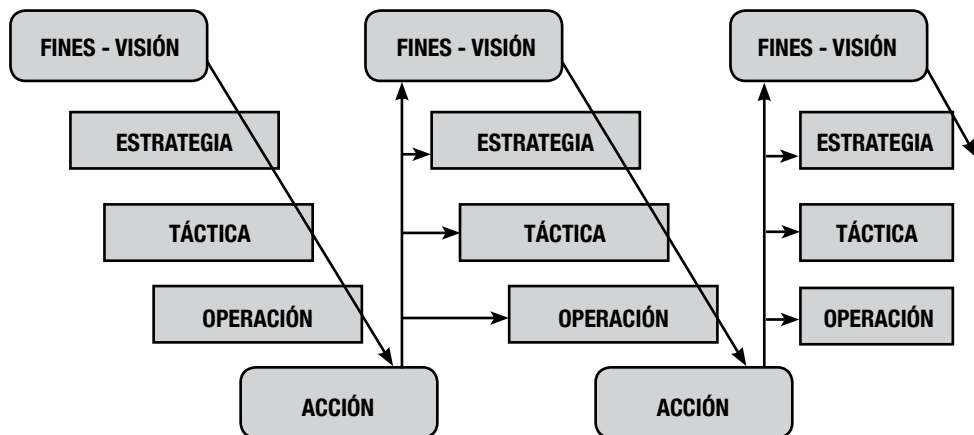 FINES - VISIÓN
FINES - VISIÓN
FINES - VISIÓN
ESTRATEGIA
ESTRATEGIA
ESTRATEGIA
TÁCTICA
TÁCTICA
TÁCTICA
OPERACIÓN
OPERACIÓN
OPERACIÓN
ACCIÓN
ACCIÓN